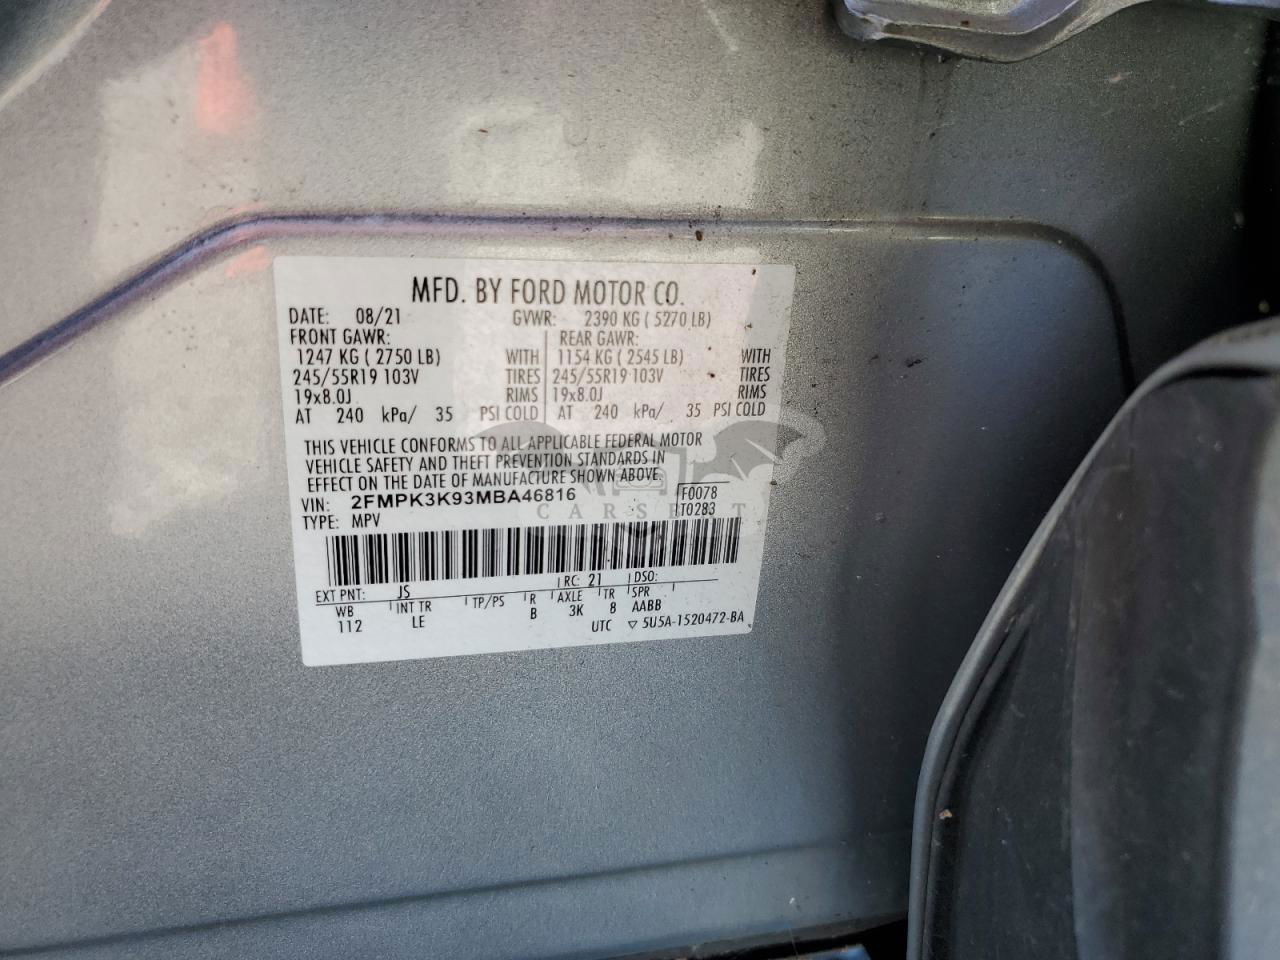 MFD. BY FORD MOTOR CO.
DATE: 08/21 GVWR: 2390 KG ( 5270 LB)
FRONT GAWR: REAR GAWR:
1247 KG ( 2750 LB) WITH 1154 KG ( 2545 LB) WITH
245/55R19 103V TIRES 245/55R19 103V TIRES
19x8.0J RIMS 19x8.0J RIMS
AT 240 kPa/ 35 PSI COLD AT 240 kPa/ 35 PSI COLD
THIS VEHICLE CONFORMS TO ALL APPLICABLE FEDERAL MOTOR
VEHICLE SAFETY AND THEFT PREVENTION STANDARDS IN
EFFECT ON THE DATE OF MANUFACTURE SHOWN ABOVE.
VIN: 2FMPK3K93MBA46816 F0078
TYPE: MPV T0283
EXT PNT: JS RC: 21 DSO:
WB INT TR TP/PS R AXLE TR SPR
112 LE B 3K 8 AABB
UTC ▽ 5U5A-1520472-BA